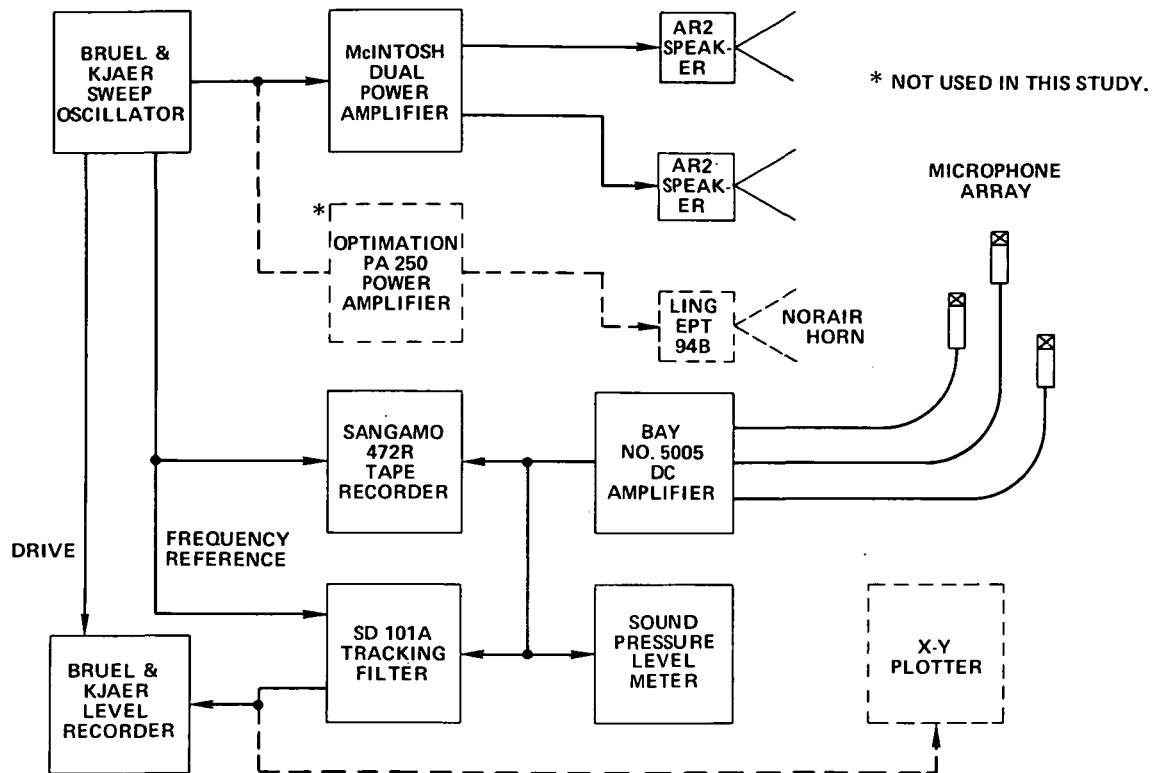 BRUEL &
KJAER
SWEEP
OSCILLATOR
McINTOSH
DUAL
POWER
AMPLIFIER
AR2
SPEAK-
ER
* NOT USED IN THIS STUDY.
AR2
SPEAK-
ER
MICROPHONE
ARRAY
*
OPTIMATION
PA 250
POWER
AMPLIFIER
LING
EPT
94B
NORAIR
HORN
SANGAMO
472R
TAPE
RECORDER
BAY
NO. 5005
DC
AMPLIFIER
DRIVE
FREQUENCY
REFERENCE
BRUEL &
KJAER
LEVEL
RECORDER
SD 101A
TRACKING
FILTER
SOUND
PRESSURE
LEVEL
METER
X-Y
PLOTTER